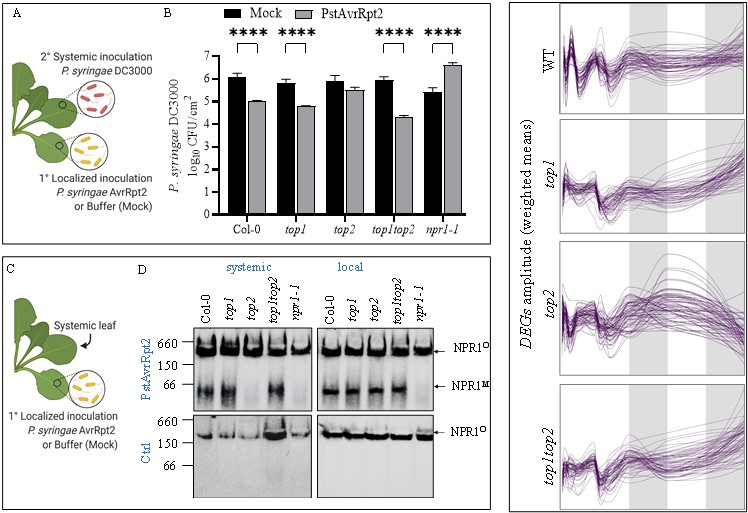 A
2° Systemic inoculation
P. syringae DC3000
1° Localized inoculation
P. syringae AvrRpt2
or Buffer (Mock)
B
Mock
PstAvrRpt2
**** **** **** ****
P. syringae DC3000
log10 CFU/cm2
7
6
5
4
3
2
1
0
Col-0 top1 top2 top1top2 npr1-1
C
Systemic leaf
1° Localized inoculation
P. syringae AvrRpt2
or Buffer (Mock)
D
systemic local
Col-0 top1 top2 top1top2 npr1-1 Col-0 top1 top2 top1top2 npr1-1
PstAvrRpt2
660
150
66
NPR1O
NPR1M
Ctrl
660
150
66
NPR1O
DEGs amplitude (weighted means)
WT
top1
top2
top1top2